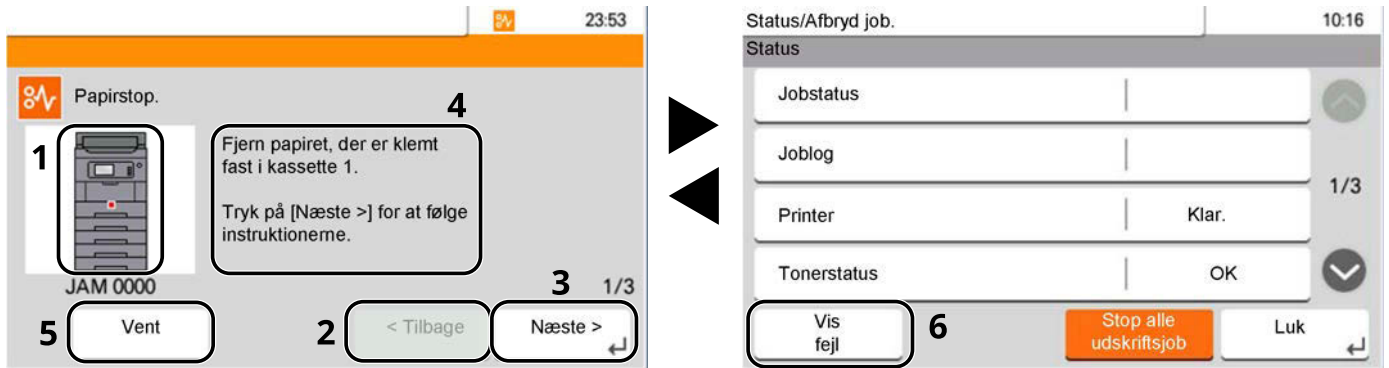 23:53
Papirstop.
4
1
Fjern papiret, der er klemt
fast i kassette 1.
Tryk på [Næste >] for at følge
instruktionerne.
JAM 0000
3
1/3
5
Vent
2
< Tilbage
Næste >
Status/Afbryd job.
10:16
Status
Jobstatus
Joblog
1/3
Printer
Klar.
Tonerstatus
OK
Vis
fejl
6
Stop alle
udskriftsjob
Luk